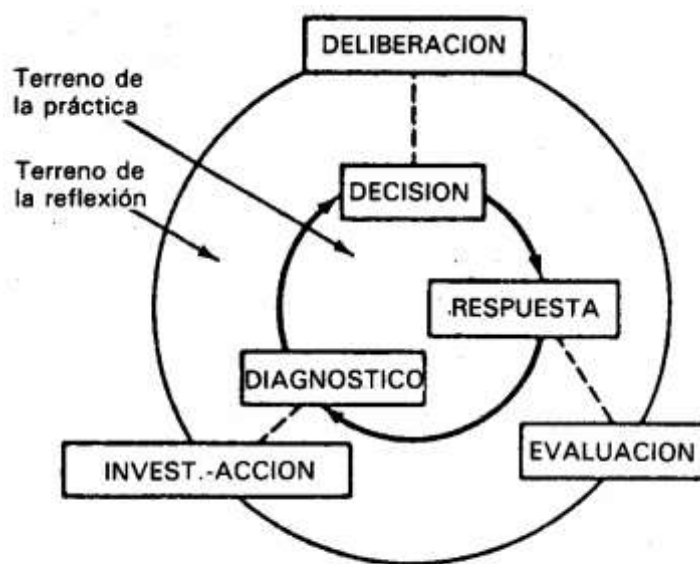 DELIBERACION
Terreno de
la práctica
Terreno de
la reflexión
DECISION
RESPUESTA
DIAGNOSTICO
INVEST.-ACCION
EVALUACION